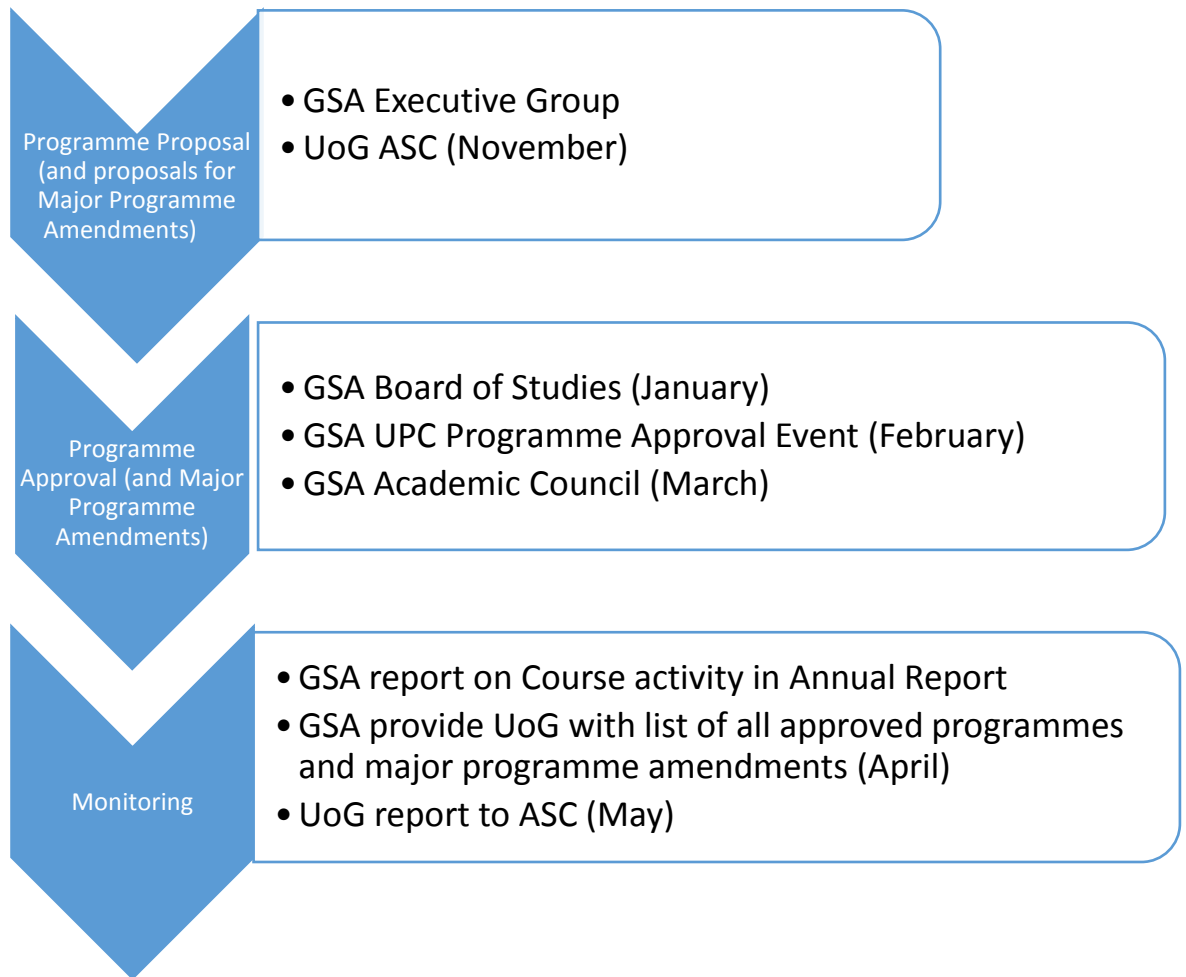 Programme Proposal
(and proposals for
Major Programme
Amendments)
• GSA Executive Group
• UoG ASC (November)
Programme
Approval (and Major
Programme
Amendments)
• GSA Board of Studies (January)
• GSA UPC Programme Approval Event (February)
• GSA Academic Council (March)
Monitoring
• GSA report on Course activity in Annual Report
• GSA provide UoG with list of all approved programmes
and major programme amendments (April)
• UoG report to ASC (May)